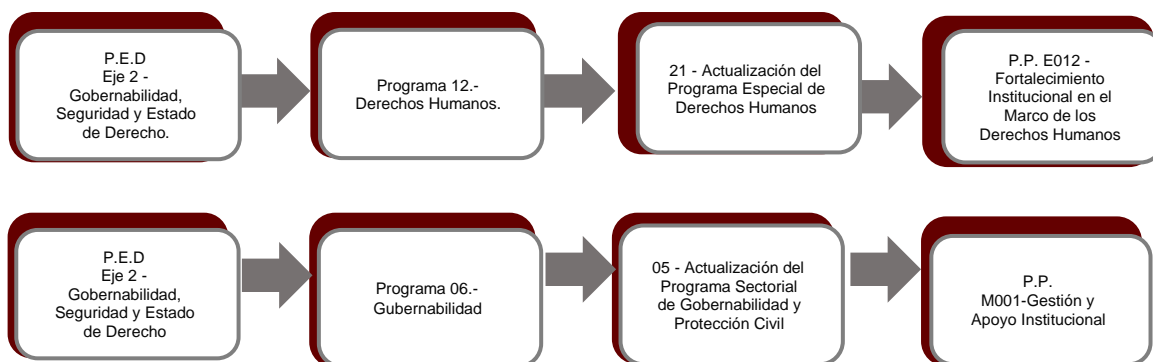 P.E.D
Eje 2 -
Gobernabilidad,
Seguridad y Estado
de Derecho.
Programa 12.-
Derechos Humanos.
21 - Actualización del
Programa Especial de
Derechos Humanos
P.P. E012 -
Fortalecimiento
Institucional en el
Marco de los
Derechos Humanos
P.E.D
Eje 2 -
Gobernabilidad,
Seguridad y Estado
de Derecho
Programa 06.-
Gubernabilidad
05 - Actualización del
Programa Sectorial
de Gobernabilidad y
Protección Civil
P.P.
M001-Gestión y
Apoyo Institucional